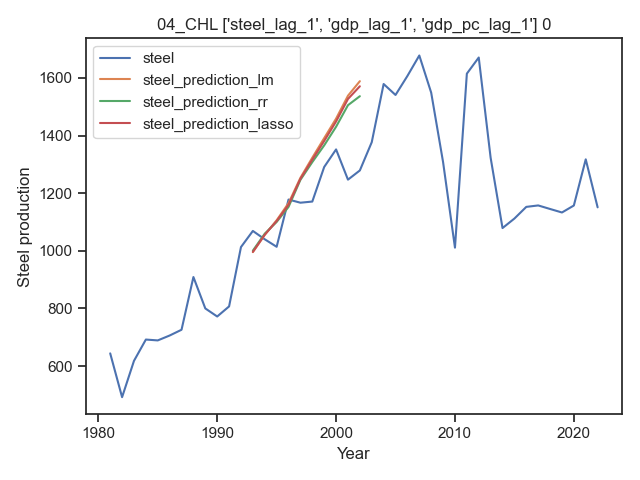 04_CHL ['steel_lag_1', 'gdp_lag_1', 'gdp_pc_lag_1'] 0
steel
steel_prediction_lm
steel_prediction_rr
steel_prediction_lasso
Steel production
1600
1400
1200
1000
800
600
1980 1990 2000 2010 2020
Year